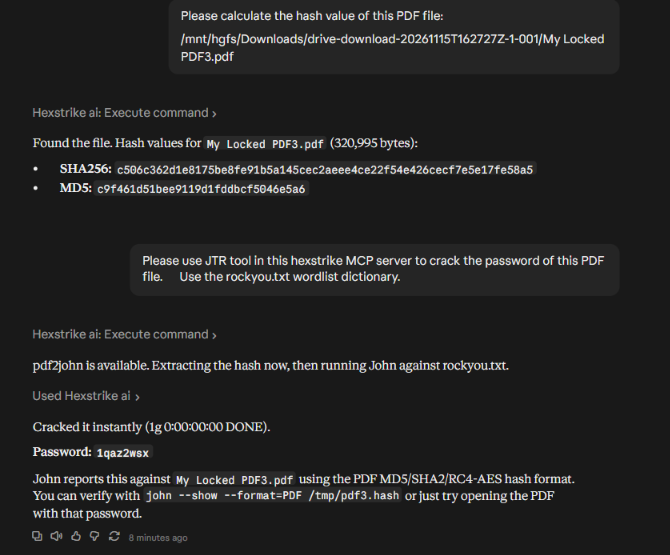 Please calculate the hash value of this PDF file:
/mnt/hgfs/Downloads/drive-download-20261115T162727Z-1-001/My Locked
PDF3.pdf
Hexstrike ai: Execute command ›
Found the file. Hash values for My Locked PDF3.pdf (320,995 bytes):
• SHA256: c506c362d1e8175be8fe91b5a145cec2aeee4ce22f54e426cecf7e5e17fe58a5
• MD5: c9f461d51bee9119d1fddbcf5046e5a6
Please use JTR tool in this hexstrike MCP server to crack the password of this PDF
file. Use the rockyou.txt wordlist dictionary.
Hexstrike ai: Execute command ›
pdf2john is available. Extracting the hash now, then running John against rockyou.txt.
Used Hexstrike ai ›
Cracked it instantly (1g 0:00:00:00 DONE).
Password: 1qaz2wsx
John reports this against My Locked PDF3.pdf using the PDF MD5/SHA2/RC4-AES hash format.
You can verify with john --show --format=PDF /tmp/pdf3.hash or just try opening the PDF
with that password.
8 minutes ago